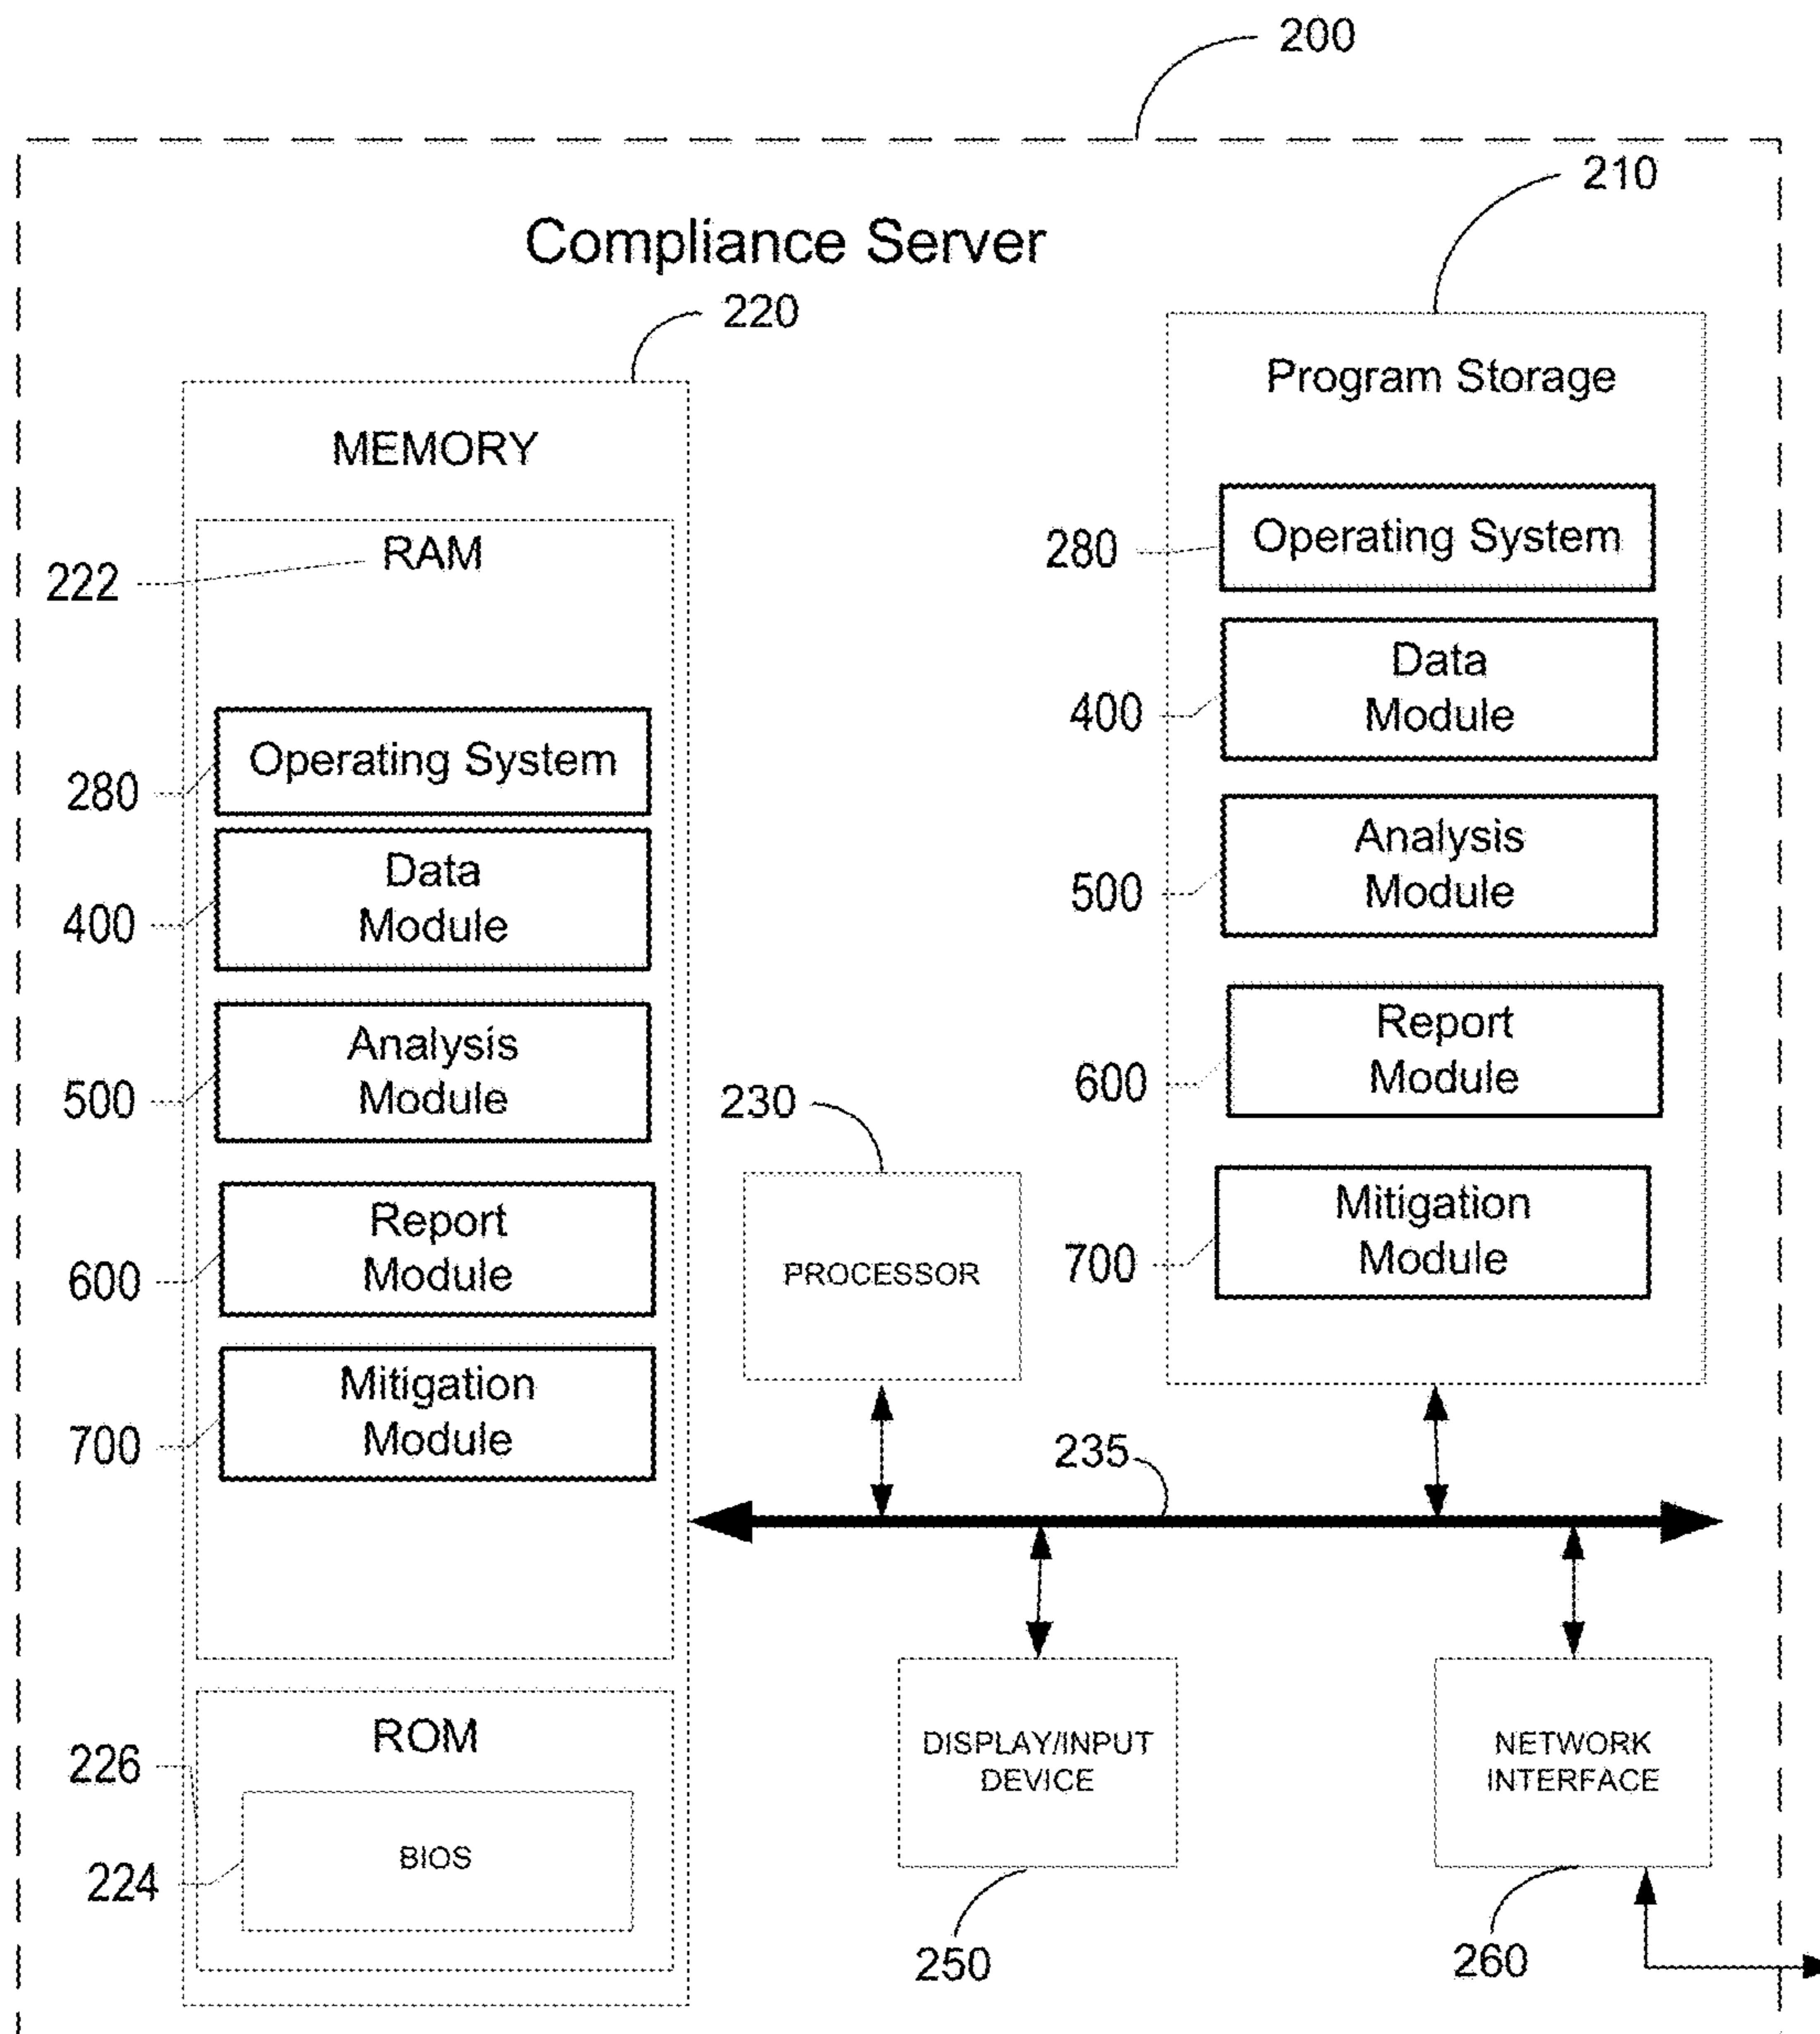 200
210
Compliance Server
220
Program Storage
MEMORY
RAM
222
280
Operating System
280
Operating System
400
Data
Module
400
Data
Module
500
Analysis
Module
500
Analysis
Module
600
Report
Module
600
Report
Module
700
Mitigation
Module
700
Mitigation
Module
230
PROCESSOR
235
ROM
226
BIOS
224
DISPLAY/INPUT
DEVICE
250
NETWORK
INTERFACE
260